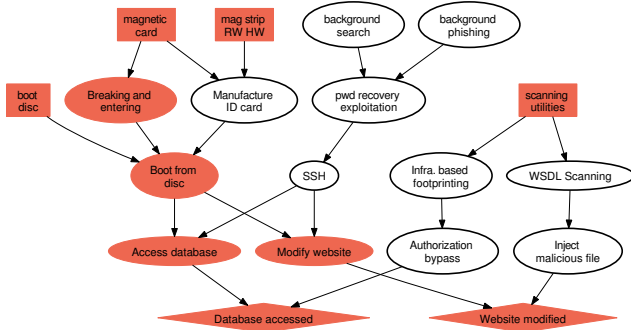 magnetic
card
mag strip
RW HW
background
search
background
phishing
boot
disc
Breaking and
entering
Manufacture
ID card
pwd recovery
exploitation
scanning
utilities
Boot from
disc
SSH
Infra. based
footprinting
WSDL Scanning
Access database
Modify website
Authorization
bypass
Inject
malicious file
Database accessed
Website modified